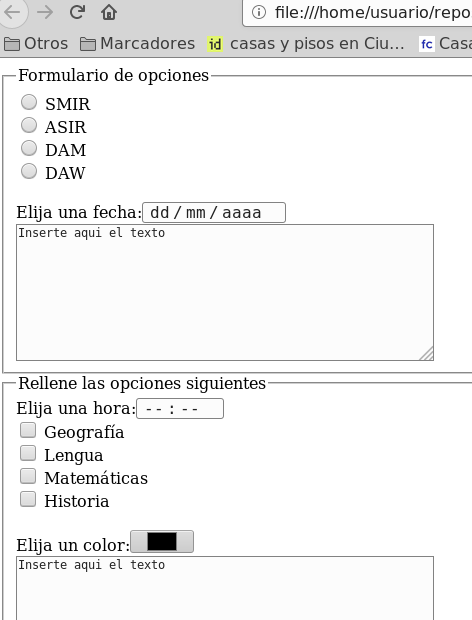 file:///home/usuario/repo
Otros Marcadores id casas y pisos en Ciu... fc Casa
Formulario de opciones
SMIR
ASIR
DAM
DAW
Elija una fecha: dd/mm/aaaa
Inserte aqui el texto
Rellene las opciones siguientes
Elija una hora: --:--
Geografía
Lengua
Matemáticas
Historia
Elija un color:
Inserte aqui el texto